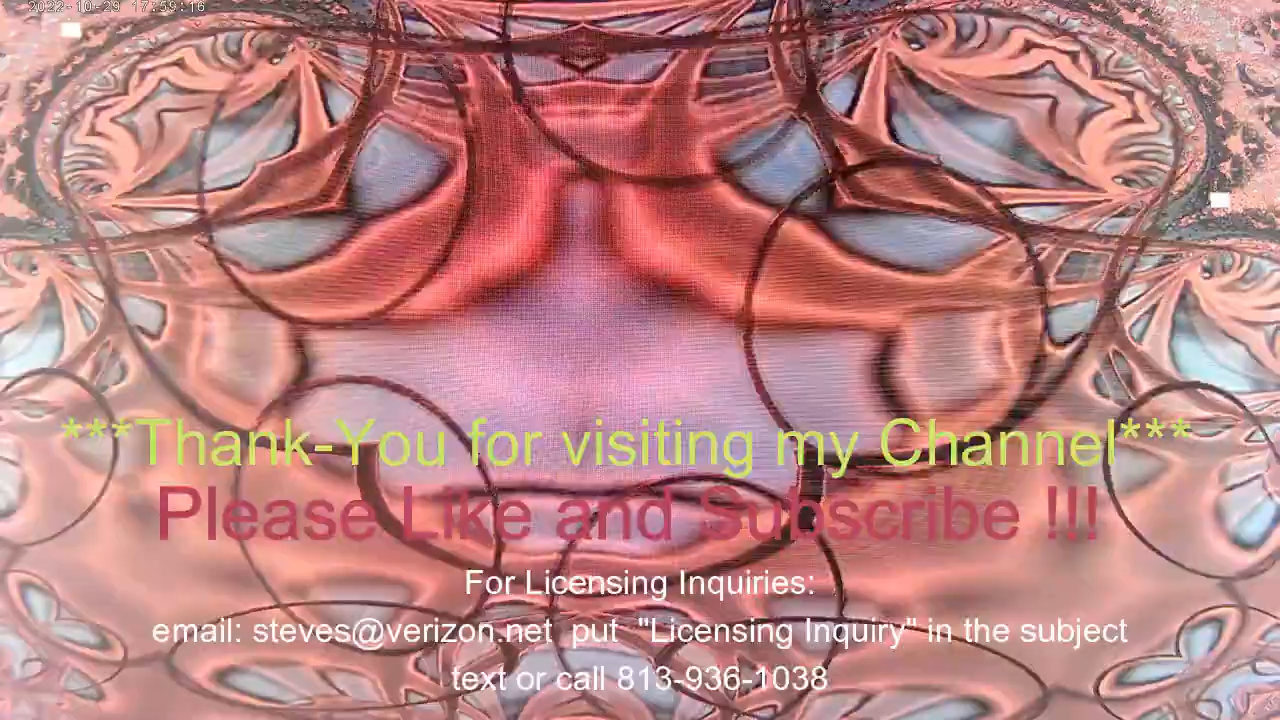 2022-10-29 17:59:16
***Thank-You for visiting my Channel***
Please Like and Subscribe !!!
For Licensing Inquiries:
email: steves@verizon.net put "Licensing Inquiry" in the subject
text or call 813-936-1038